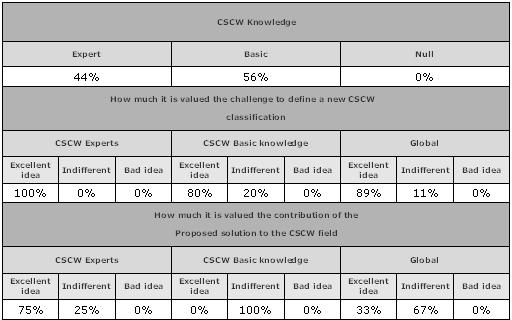 CSCW Knowledge
Expert Basic Null
44% 56% 0%
How much it is valued the challenge to define a new CSCW
classification
CSCW Experts CSCW Basic knowledge Global
Excellent idea Indifferent Bad idea Excellent idea Indifferent Bad idea Excellent idea Indifferent Bad idea
100% 0% 0% 80% 20% 0% 89% 11% 0%
How much it is valued the contribution of the
Proposed solution to the CSCW field
CSCW Experts CSCW Basic knowledge Global
Excellent idea Indifferent Bad idea Excellent idea Indifferent Bad idea Excellent idea Indifferent Bad idea
75% 25% 0% 0% 100% 0% 33% 67% 0%